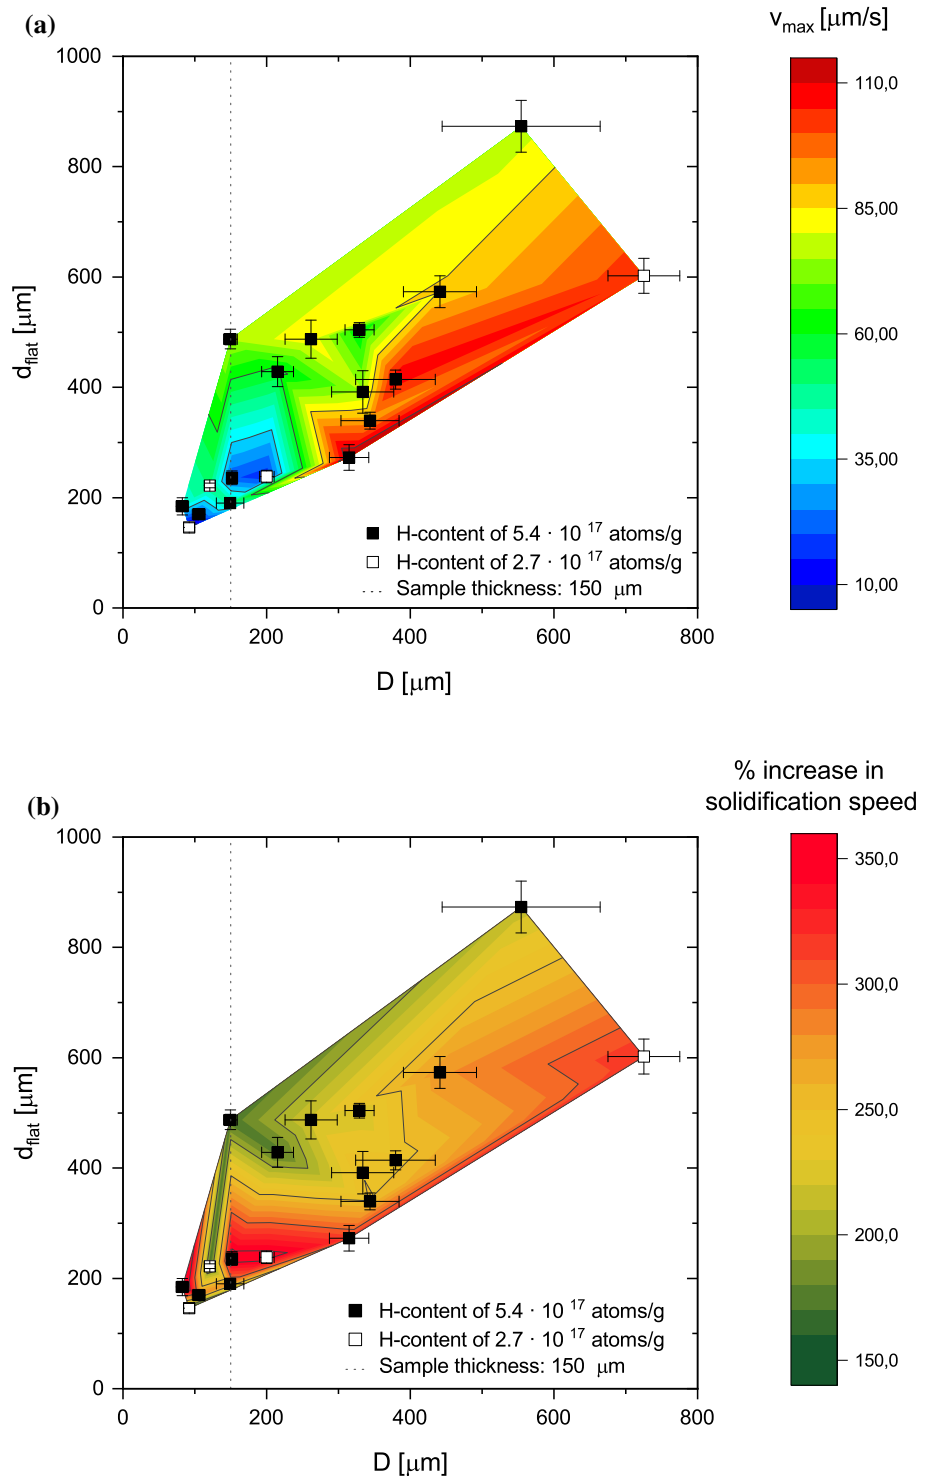 (a)
v max [μm/s]
1000
800
600
400
200
0
d flat [μm]
110,0
85,00
60,00
35,00
10,00
H-content of 5.4 · 10 17 atoms/g
H-content of 2.7 · 10 17 atoms/g
Sample thickness: 150 μm
0 200 400 600 800
D [μm]
(b)
% increase in
solidification speed
1000
800
600
400
200
0
d flat [μm]
350,0
300,0
250,0
200,0
150,0
H-content of 5.4 · 10 17 atoms/g
H-content of 2.7 · 10 17 atoms/g
Sample thickness: 150 μm
0 200 400 600 800
D [μm]